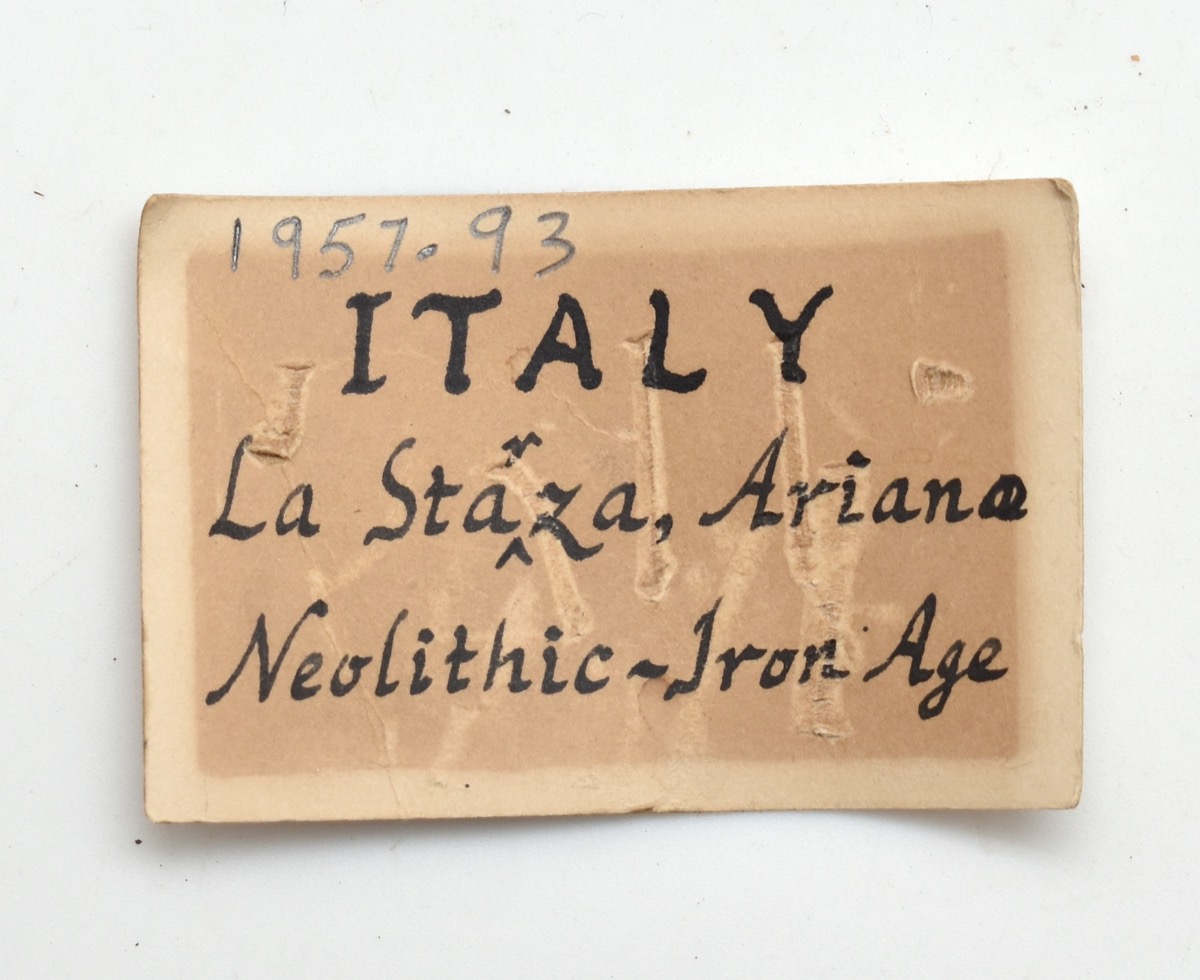 1957.93
ITALY
La Starza, Ariano
Neolithic - Iron Age